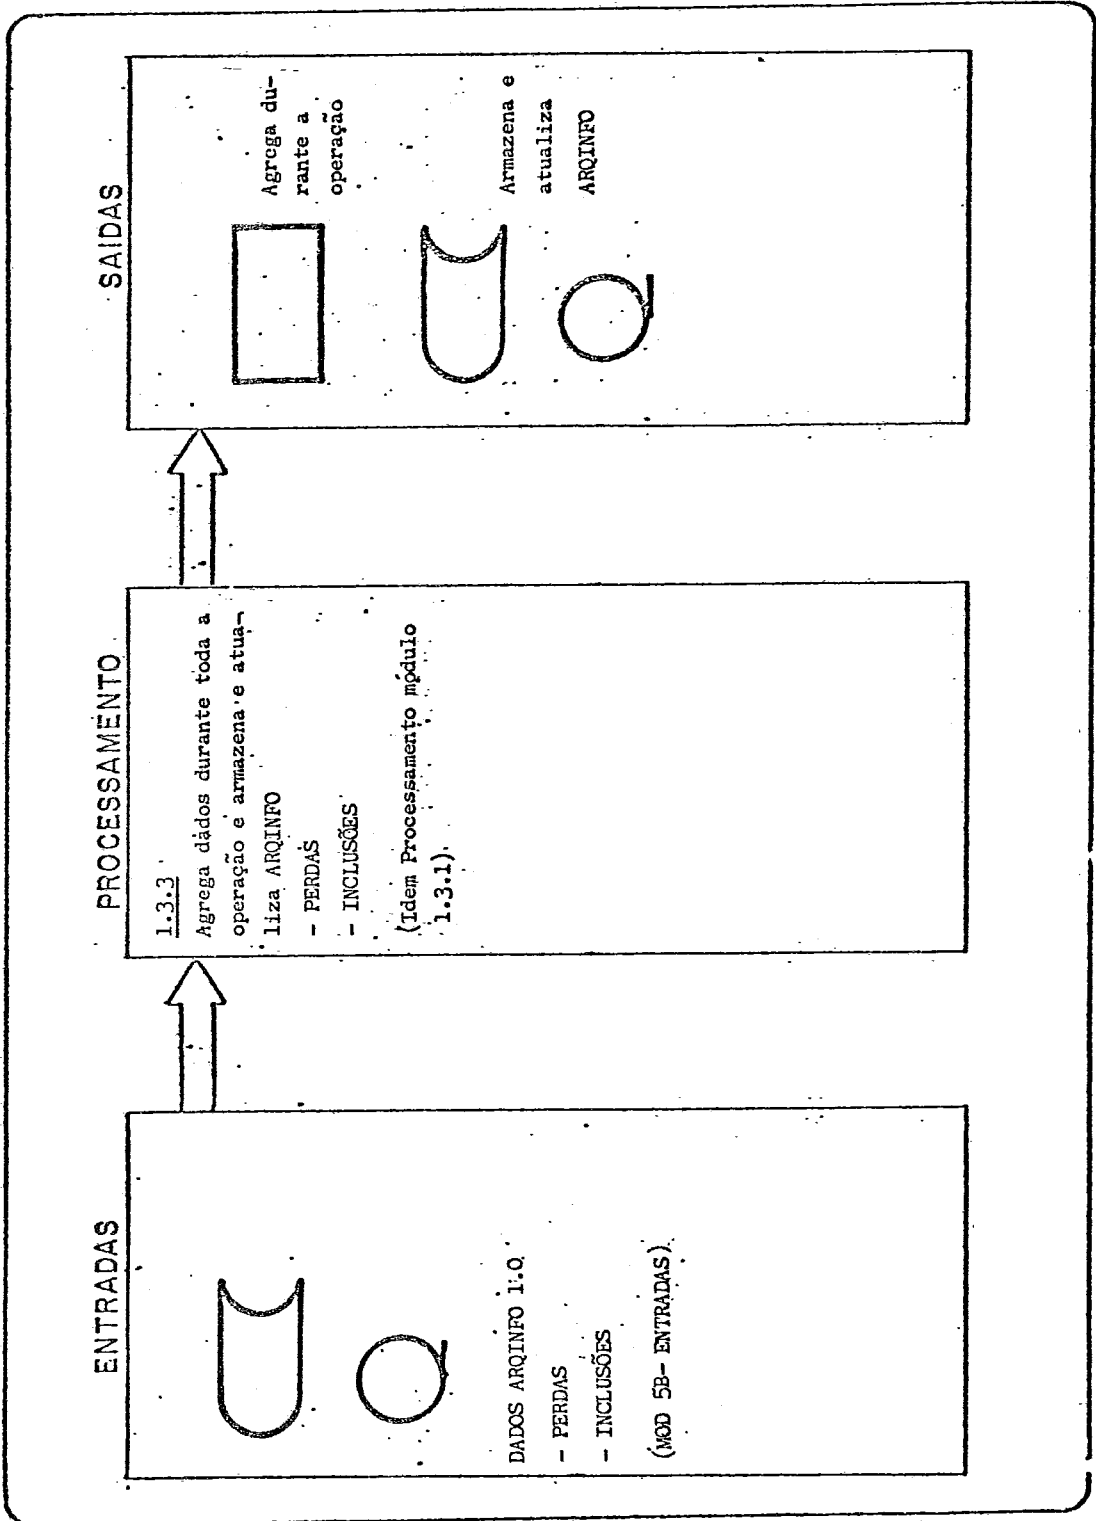 ENTRADAS
DADOS ARQINFO 1.0
- PERDAS
- INCLUSÕES
(MOD 5B- ENTRADAS)
PROCESSAMENTO
1.3.3
Agrega dados durante toda a
operação e armazena e atua-
liza ARQINFO
- PERDAS
- INCLUSÕES
(Idem Processamento módulo
1.3.1)
SAIDAS
Agrega du-
rante a
operação
Armazena e
atualiza
ARQINFO